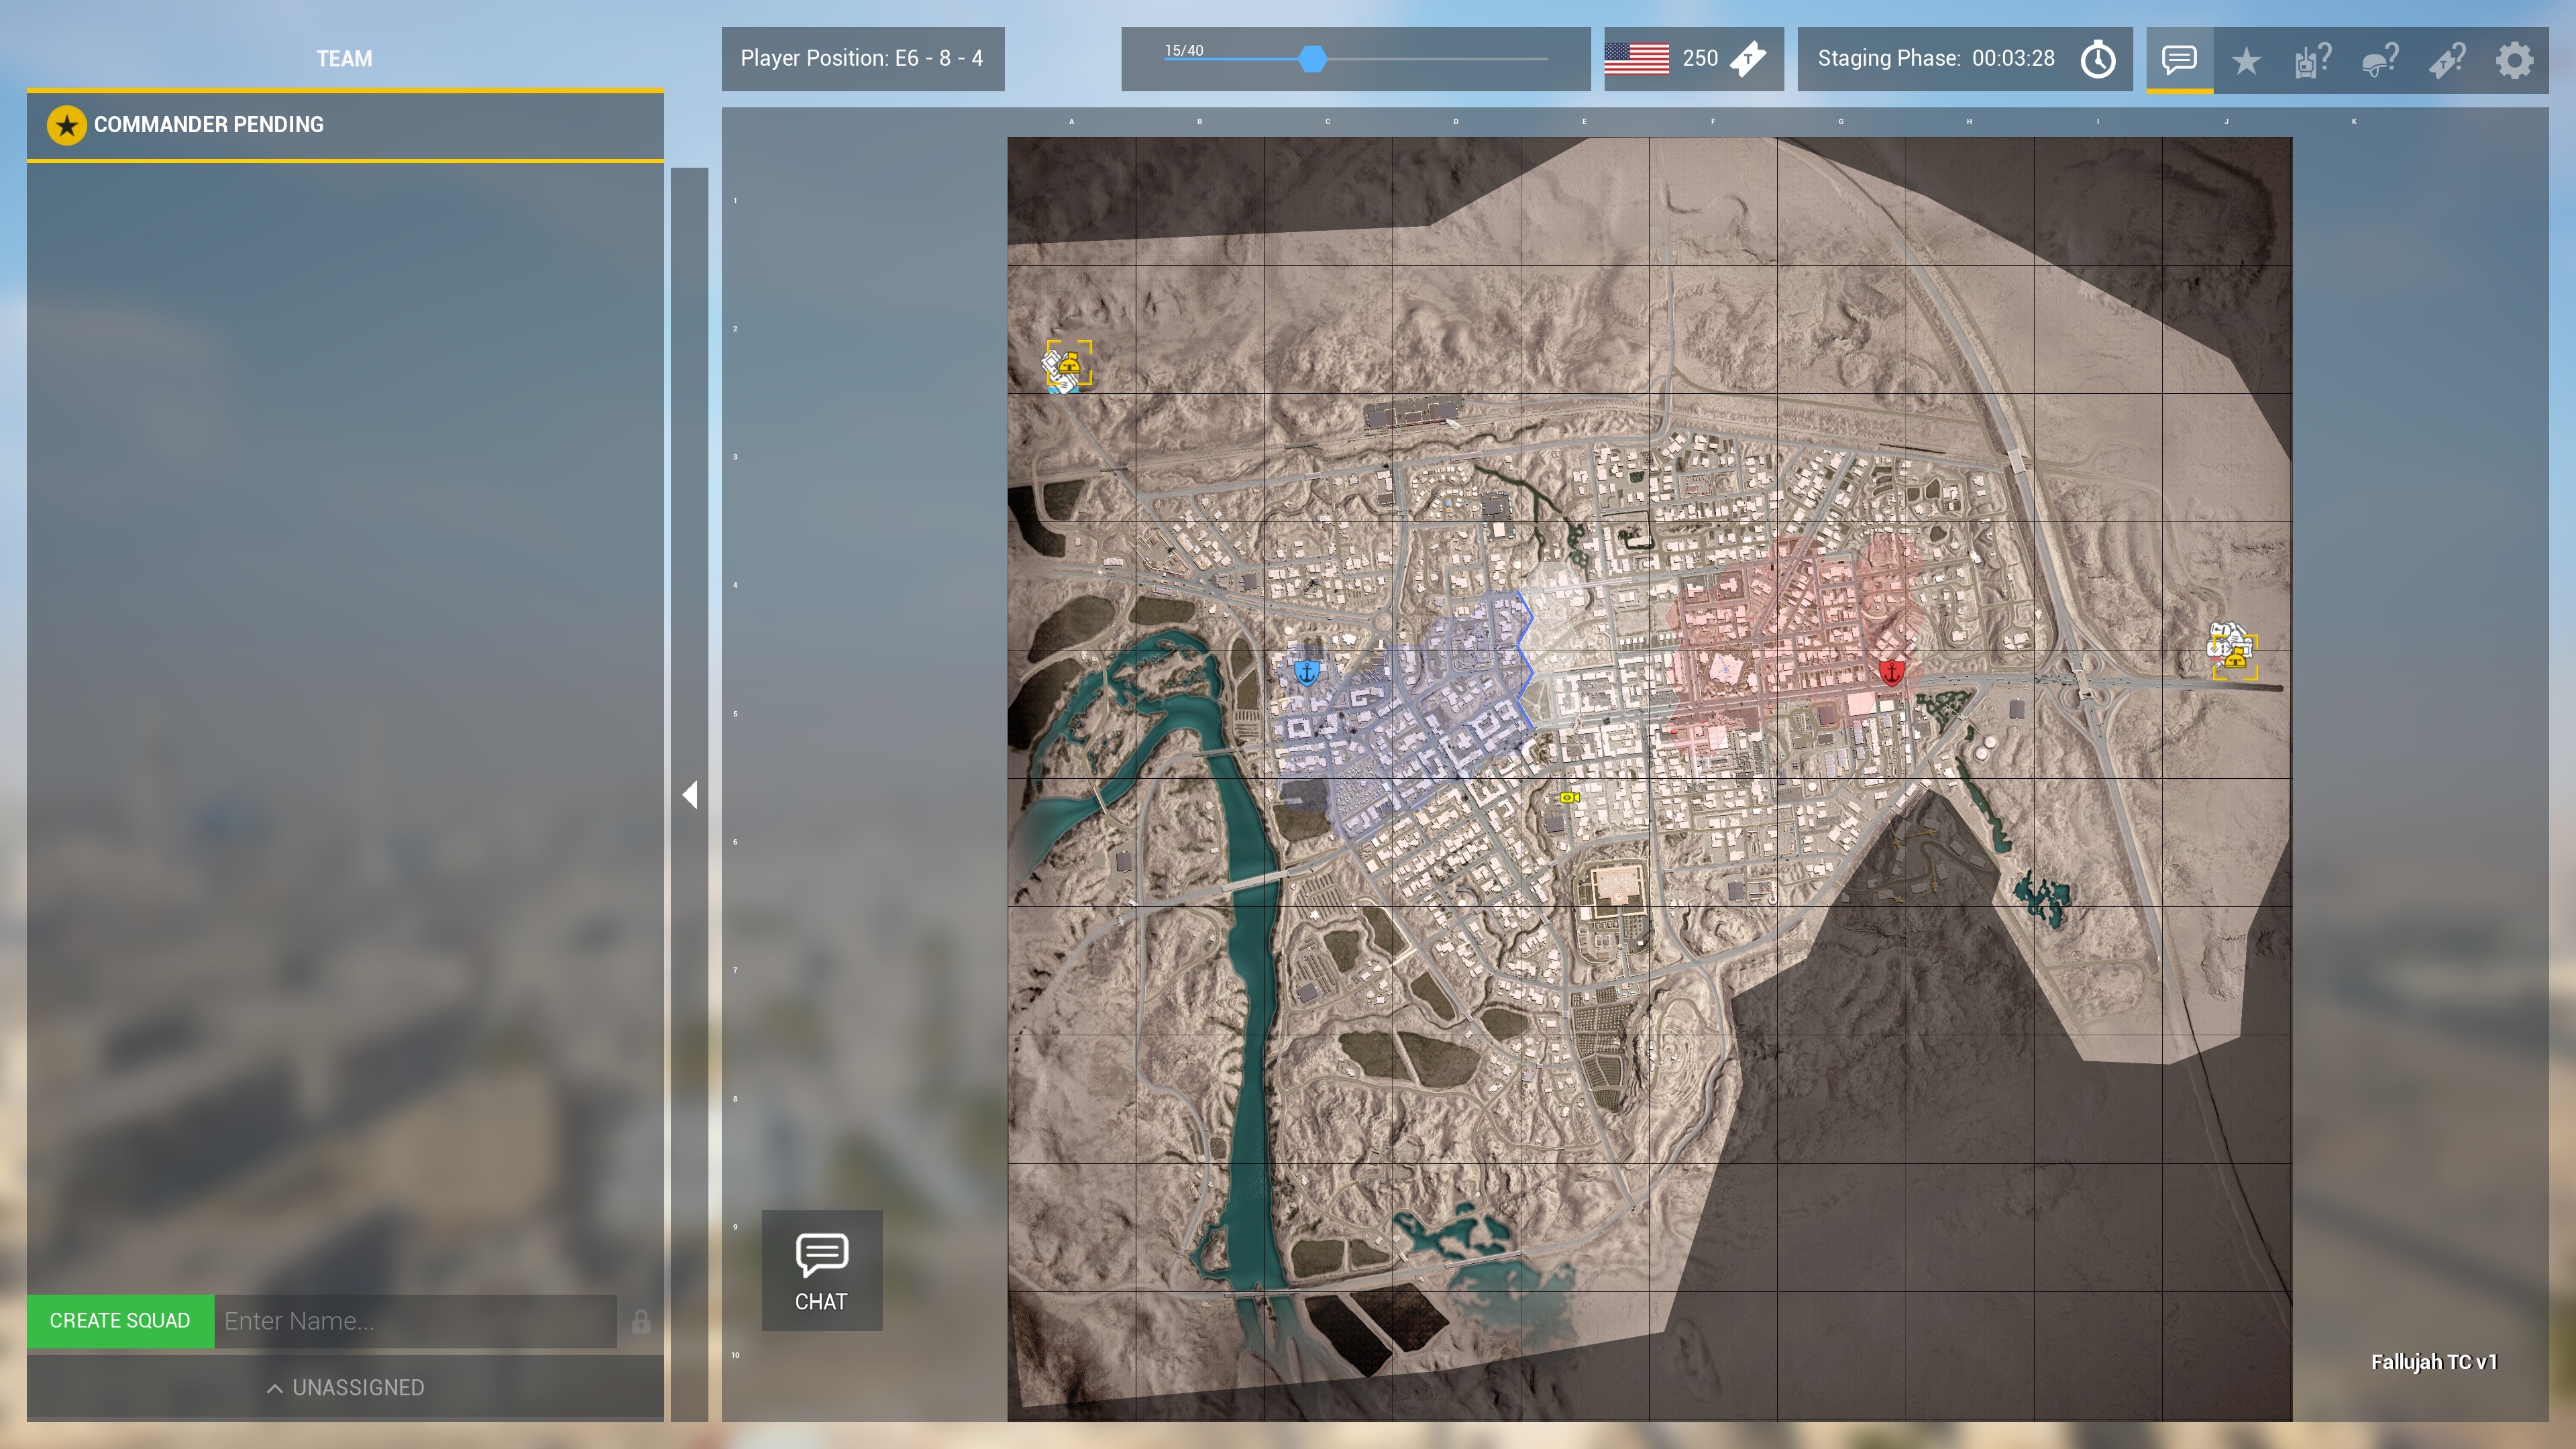 TEAM
Player Position: E6 - 8 - 4
15/40
250
T
Staging Phase: 00:03:28
?
?
T?
COMMANDER PENDING
A B C D E F G H I J K
1
2
3
4
5
6
7
8
9
10
CHAT
CREATE SQUAD
Enter Name...
UNASSIGNED
Fallujah TC v1